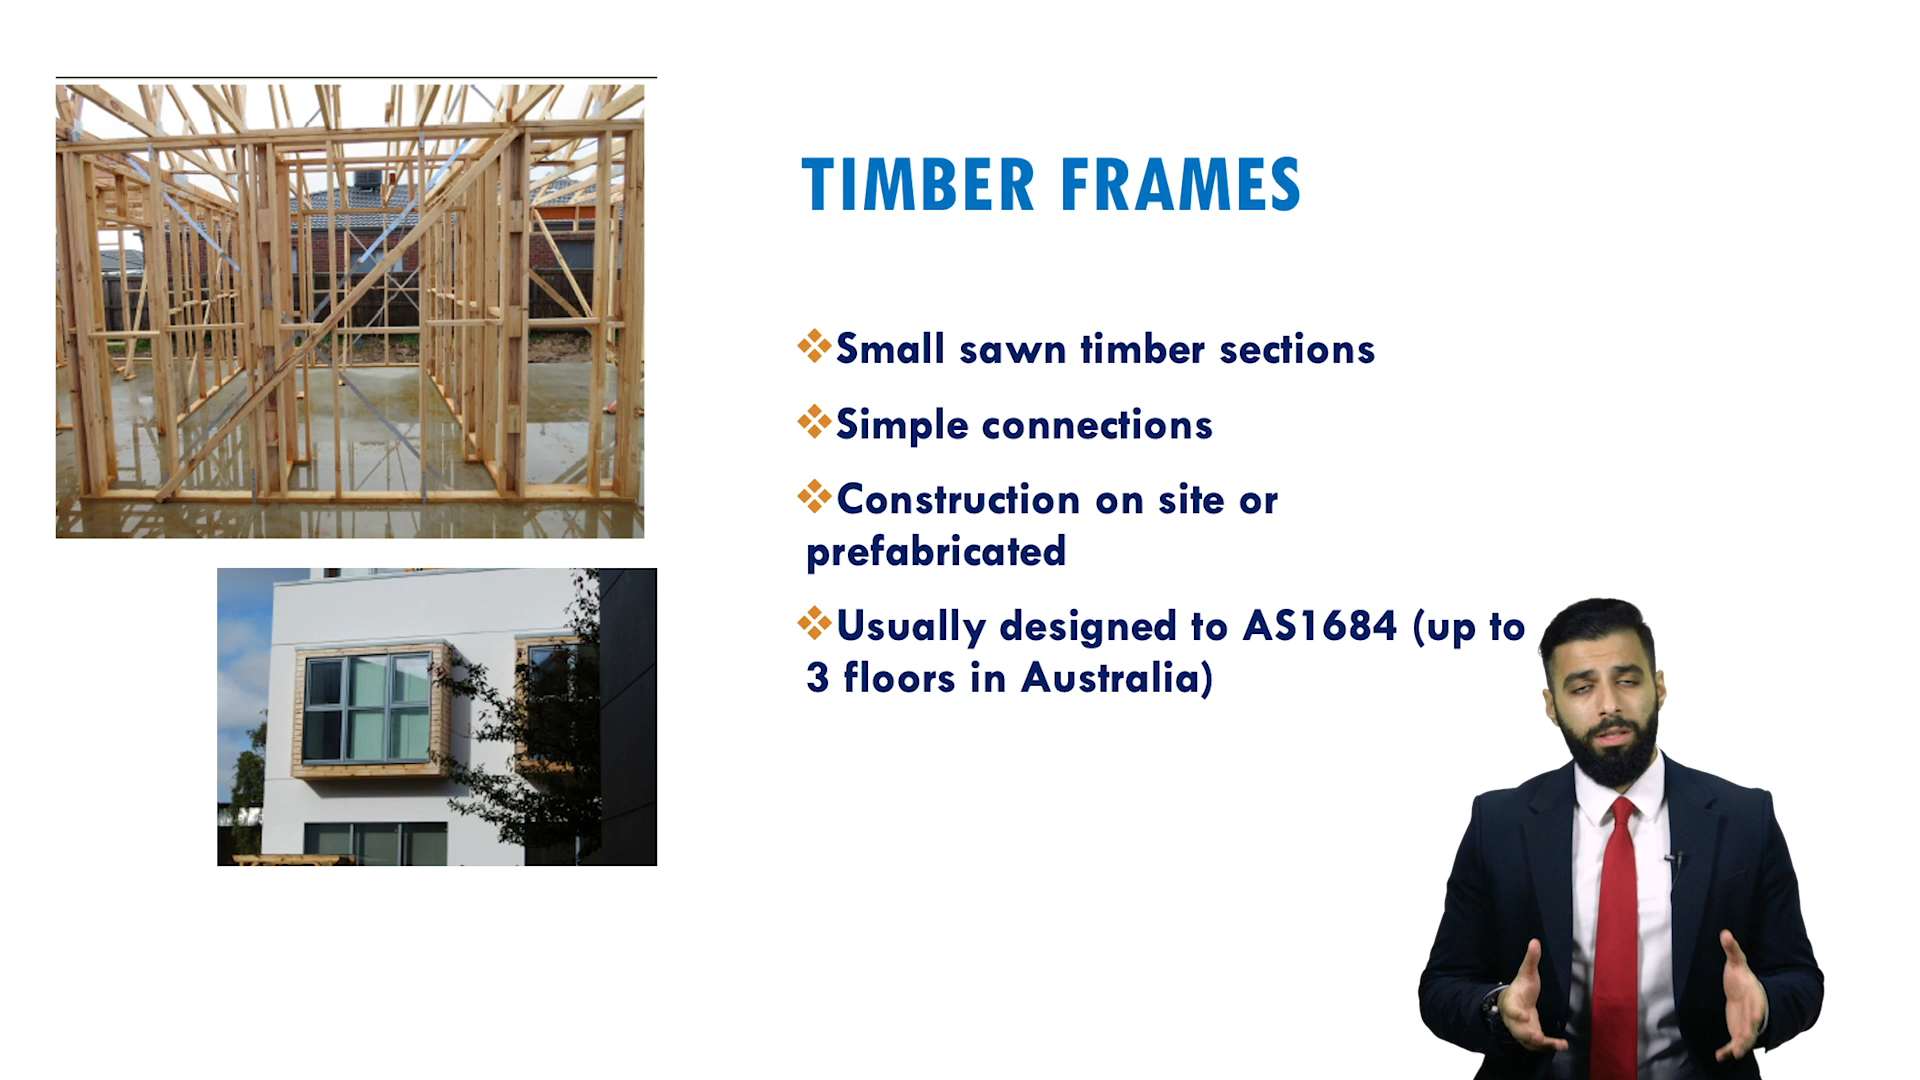 TIMBER FRAMES
❖Small sawn timber sections
❖Simple connections
❖Construction on site or
prefabricated
❖Usually designed to AS1684 (up to
3 floors in Australia)